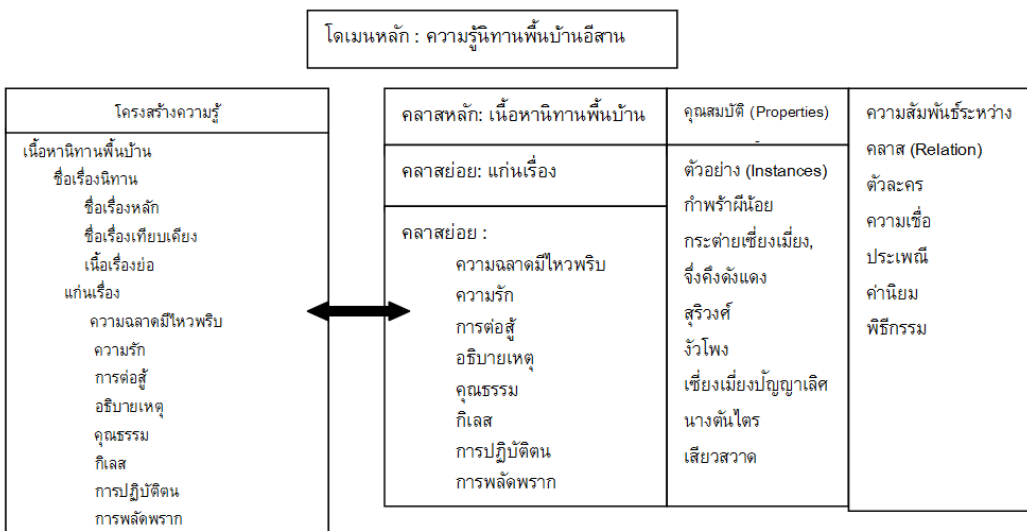 โดเมนหลัก : ความรู้นิทานพื้นบ้านอีสาน
โครงสร้างความรู้
เนื้อหานิทานพื้นบ้าน
ชื่อเรื่องนิทาน
ชื่อเรื่องหลัก
ชื่อเรื่องเทียบเคียง
เนื้อเรื่องย่อ
แก่นเรื่อง
ความฉลาดมีไหวพริบ
ความรัก
การต่อสู้
อธิบายเหตุ
คุณธรรม
กิเลส
การปฏิบัติตน
การพลัดพราก
คลาสหลัก: เนื้อหานิทานพื้นบ้าน
คลาสย่อย: แก่นเรื่อง
คลาสย่อย :
ความฉลาดมีไหวพริบ
ความรัก
การต่อสู้
อธิบายเหตุ
คุณธรรม
กิเลส
การปฏิบัติตน
การพลัดพราก
คุณสมบัติ (Properties)
ตัวอย่าง (Instances)
กำพร้าผีน้อย
กระต่ายเซี่ยงเมี่ยง,
จึ่งคึงดังแดง
สุริวงศ์
งัวโพง
เซี่ยงเมี่ยงปัญญาเลิศ
นางตันไตร
เสียวสวาด
ความสัมพันธ์ระหว่าง
คลาส (Relation)
ตัวละคร
ความเชื่อ
ประเพณี
ค่านิยม
พิธีกรรม